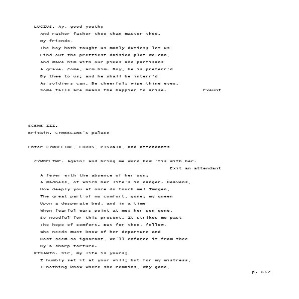 LUCIUS. Ay, good youth;
And rather father thee than master thee.
My friends,
The boy hath taught us manly duties; let us
Find out the prettiest daisied plot we can,
And make him with our pikes and partisans
A grave. Come, arm him. Boy, he is preferr'd
By thee to us; and he shall be interr'd
As soldiers can. Be cheerful; wipe thine eyes.
Some falls are means the happier to arise. Exeunt
SCENE III.
Britain. CYMBELINE'S palace
Enter CYMBELINE, LORDS, PISANIO, and attendants
CYMBELINE. Again! and bring me word how 'tis with her.
Exit an attendant
A fever with the absence of her son;
A madness, of which her life's in danger. Heavens,
How deeply you at once do touch me! Imogen,
The great part of my comfort, gone; my queen
Upon a desperate bed, and in a time
When fearful wars point at me; her son gone,
So needful for this present. It strikes me past
The hope of comfort. But for thee, fellow,
Who needs must know of her departure and
Dost seem so ignorant, we'll enforce it from thee
By a sharp torture.
PISANIO. Sir, my life is yours;
I humbly set it at your will; but for my mistress,
I nothing know where she remains, why gone,